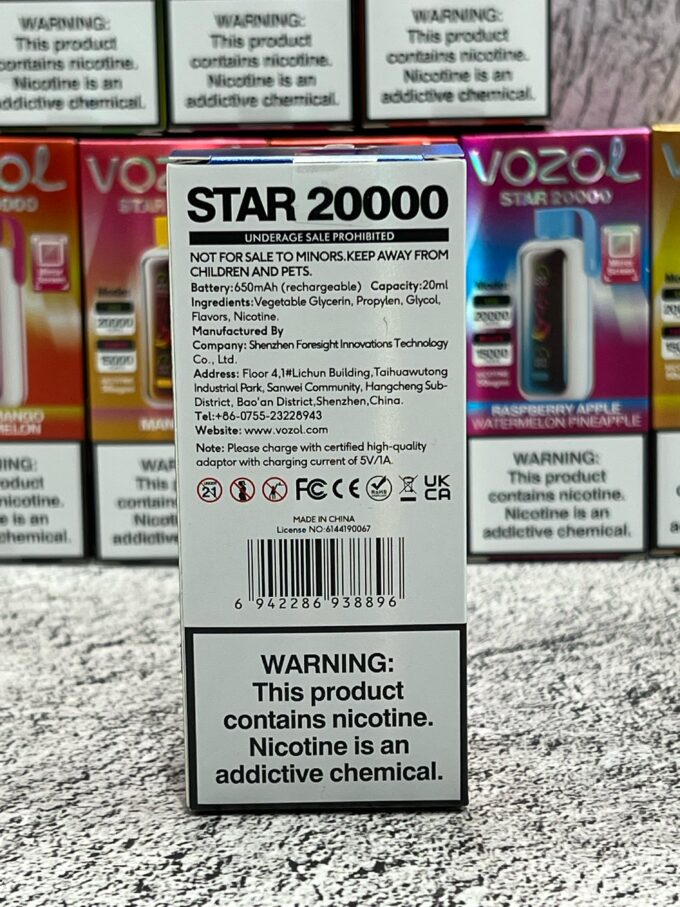 WARNING:
This product
contains nicotine.
Nicotine is an
addictive chemical.
WARNING:
This product
contains nicotine.
Nicotine is an
addictive chemical.
WARNING:
This product
contains nicotine.
Nicotine is an
addictive chemical.
VOZOL
STAR 20000
Mirror
Screen
20000
15000
RASPBERRY APPLE
WATERMELON PINEAPPLE
WARNING:
This product
contains nicotine.
Nicotine is an
addictive chemical.
STAR 20000
UNDERAGE SALE PROHIBITED
NOT FOR SALE TO MINORS.KEEP AWAY FROM
CHILDREN AND PETS.
Battery:650mAh (rechargeable) Capacity:20ml
Ingredients:Vegetable Glycerin, Propylen, Glycol,
Flavors, Nicotine.
Manufactured By
Company: Shenzhen Foresight Innovations Technology
Co., Ltd.
Address: Floor 4,1#Lichun Building,Taihuawutong
Industrial Park, Sanwei Community, Hangcheng Sub-
District, Bao'an District,Shenzhen,China.
Tel:+86-0755-23228943
Website: www.vozol.com
Note: Please charge with certified high-quality
adaptor with charging current of 5V/1A.
21 FC CE RoHS UK
CA
MADE IN CHINA
License NO:6144190067
6 942286 938896
WARNING:
This product
contains nicotine.
Nicotine is an
addictive chemical.